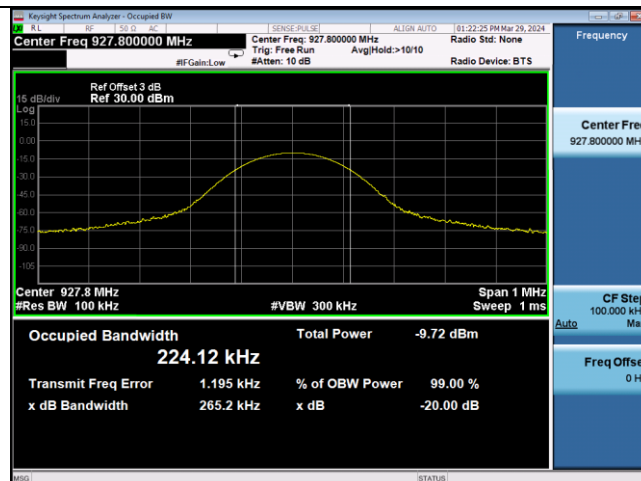 Keysight Spectrum Analyzer - Occupied BW
RL RF 50 Ω AC SENSE:PULSE ALIGN AUTO 01:22:25 PM Mar 29, 2024
Center Freq 927.800000 MHz Center Freq: 927.800000 MHz Radio Std: None
Trig: Free Run Avg|Hold:>10/10
#IFGain:Low #Atten: 10 dB Radio Device: BTS
Frequency
Ref Offset 3 dB
15 dB/div Ref 30.00 dBm
Log
15.0
0.00
-15.0
-30.0
-45.0
-60.0
-75.0
-90.0
-105
Center Fre
927.800000 MH
Center 927.8 MHz Span 1 MHz
#Res BW 100 kHz #VBW 300 kHz Sweep 1 ms
CF Step
100.000 kH
Auto Ma
Occupied Bandwidth Total Power -9.72 dBm
224.12 kHz
Transmit Freq Error 1.195 kHz % of OBW Power 99.00 %
x dB Bandwidth 265.2 kHz x dB -20.00 dB
Freq Offse
0 H
MSG STATUS